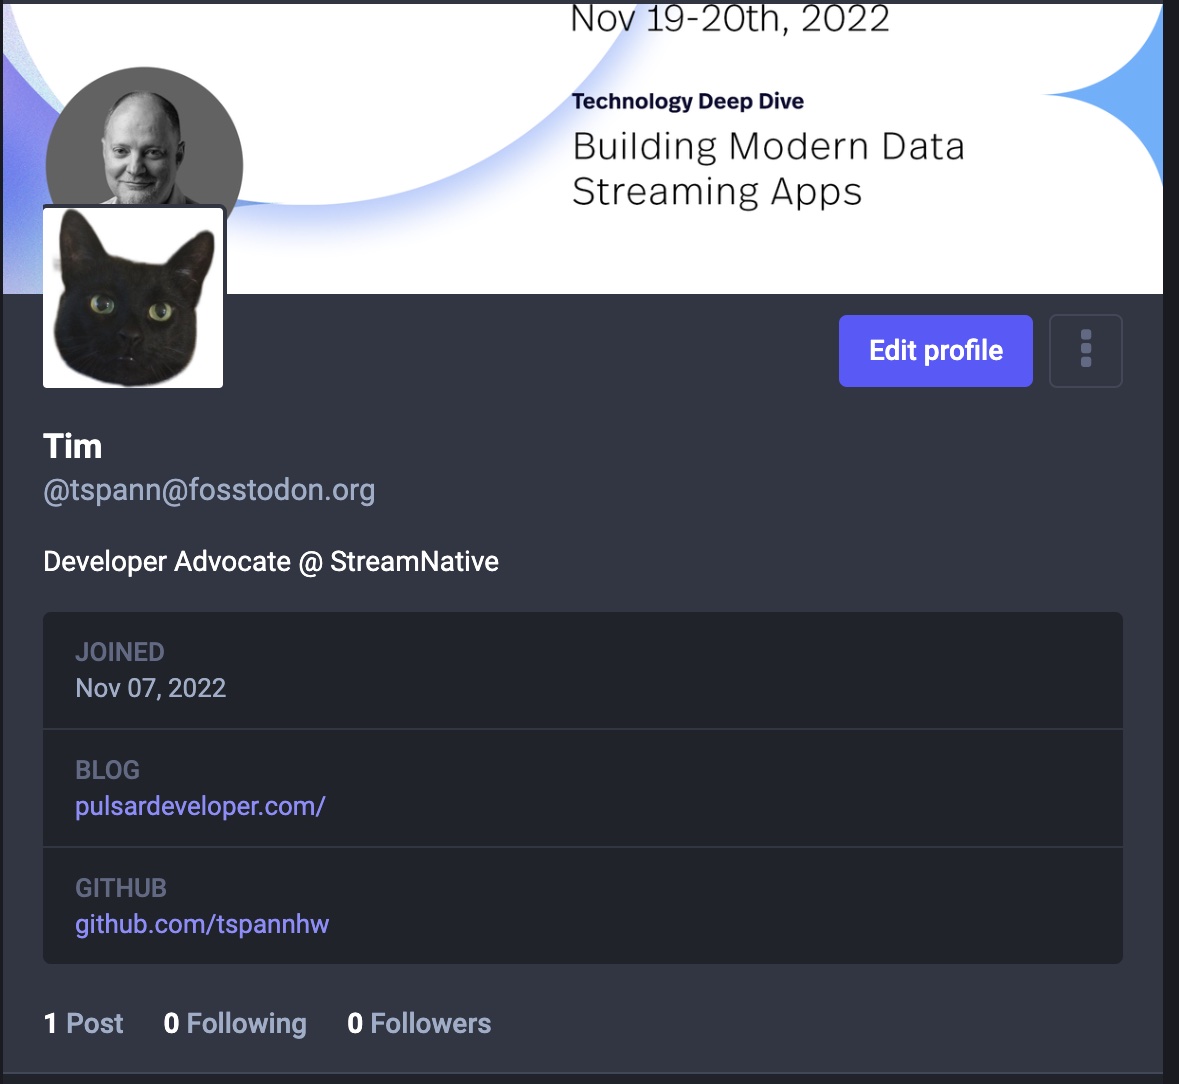 Nov 19-20th, 2022
Technology Deep Dive
Building Modern Data
Streaming Apps
Edit profile
Tim
@tspann@fosstodon.org
Developer Advocate @ StreamNative
JOINED
Nov 07, 2022
BLOG
pulsardeveloper.com/
GITHUB
github.com/tspannhw
1 Post 0 Following 0 Followers